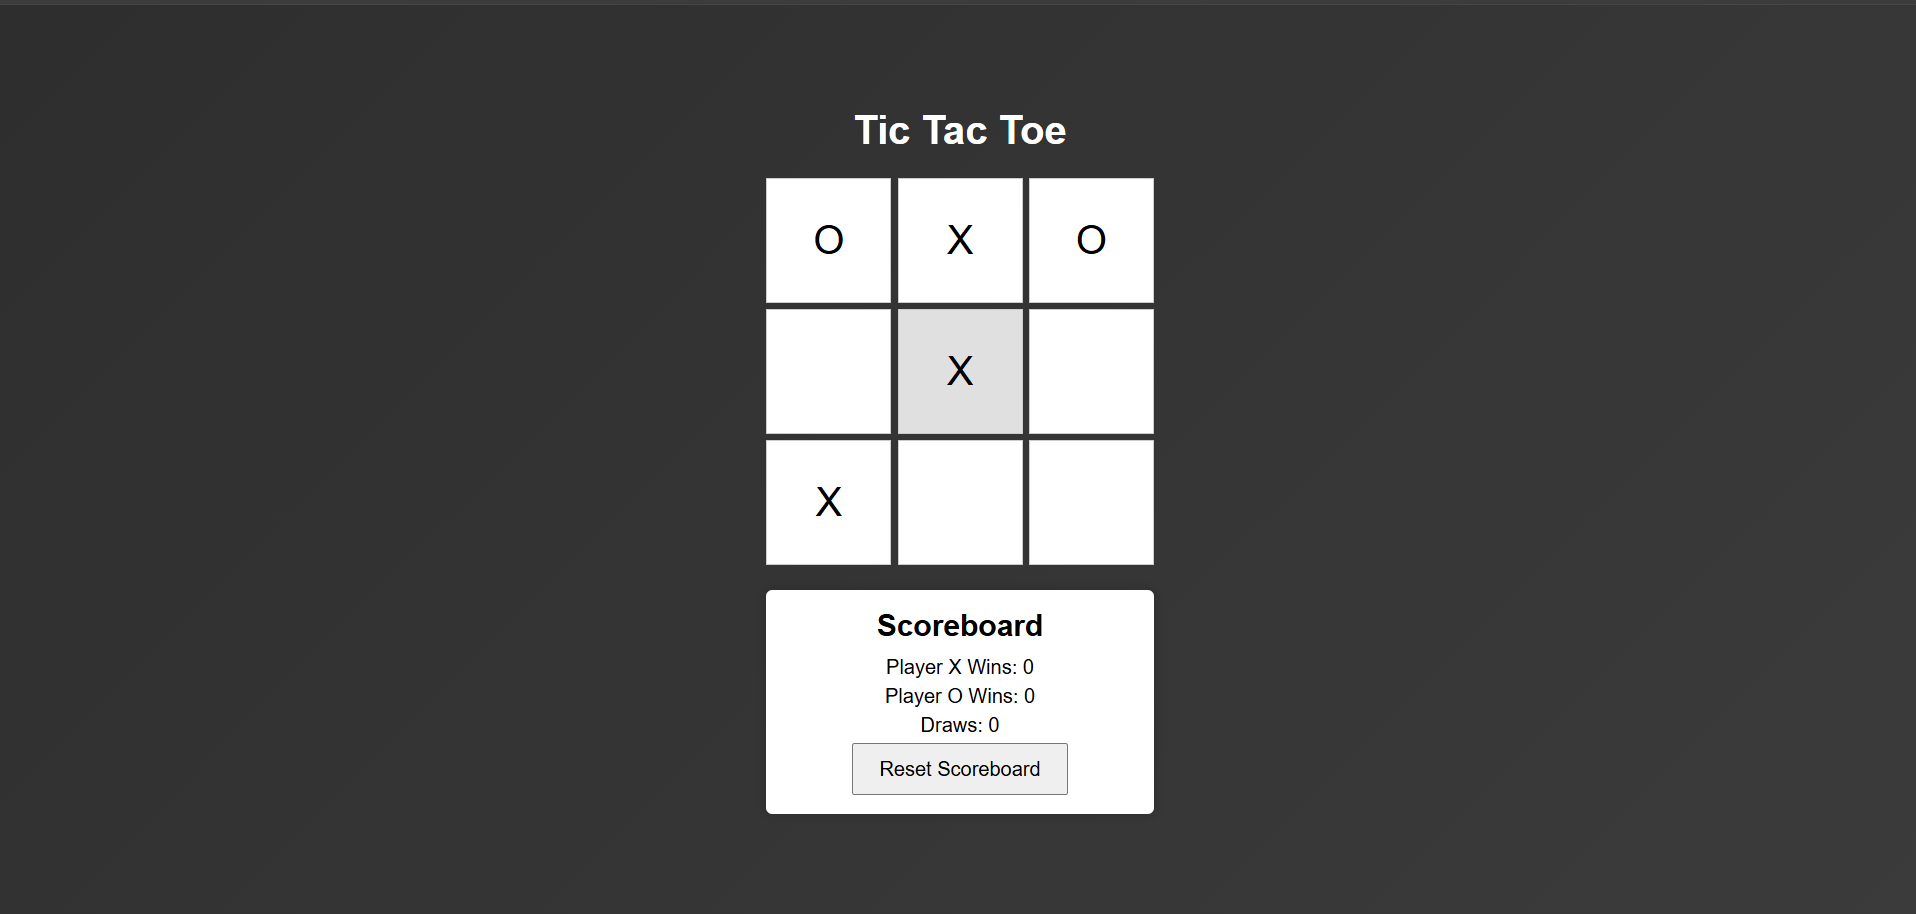 Tic Tac Toe
O X O
X
X
Scoreboard
Player X Wins: 0
Player O Wins: 0
Draws: 0
Reset Scoreboard